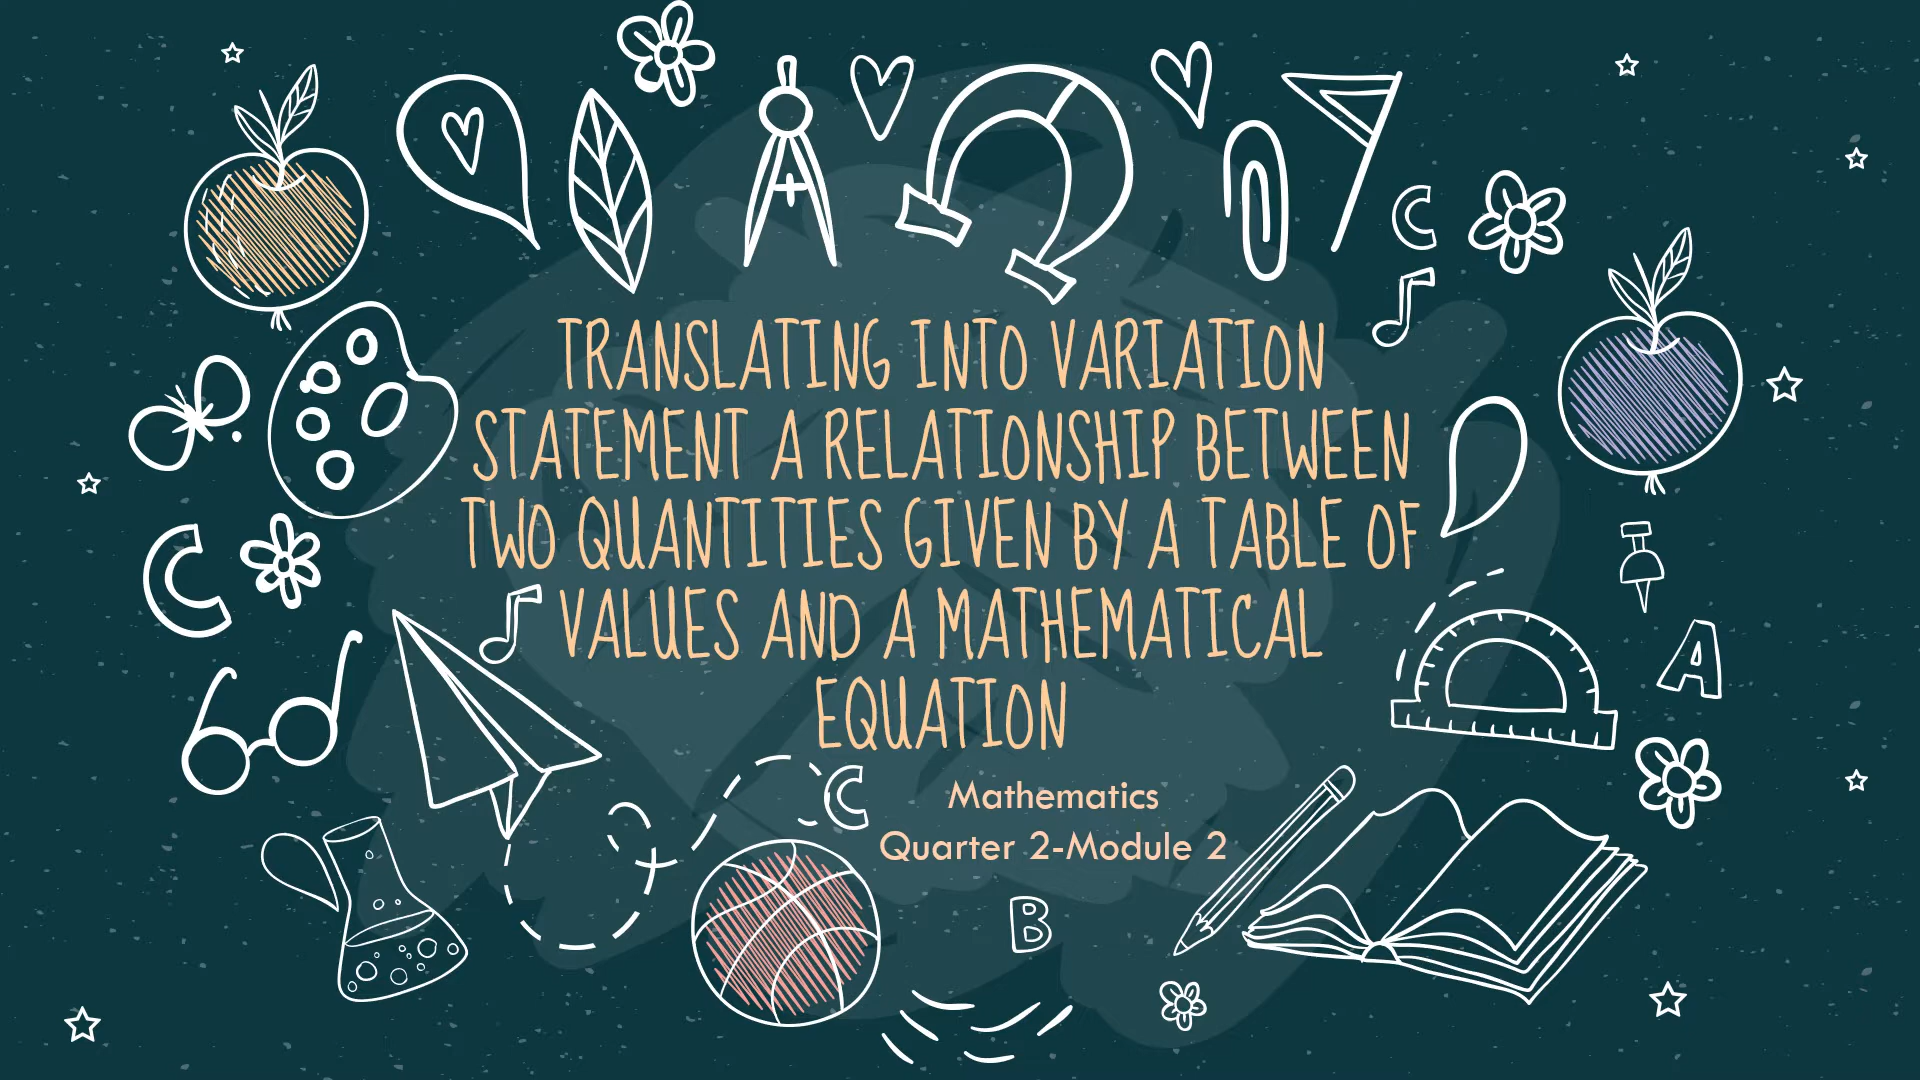 TRANSLATING INTO VARIATION
STATEMENT A RELATIONSHIP BETWEEN
TWO QUANTITIES GIVEN BY A TABLE OF
VALUES AND A MATHEMATICAL
EQUATION
Mathematics
Quarter 2-Module 2
C
C
A
C
B